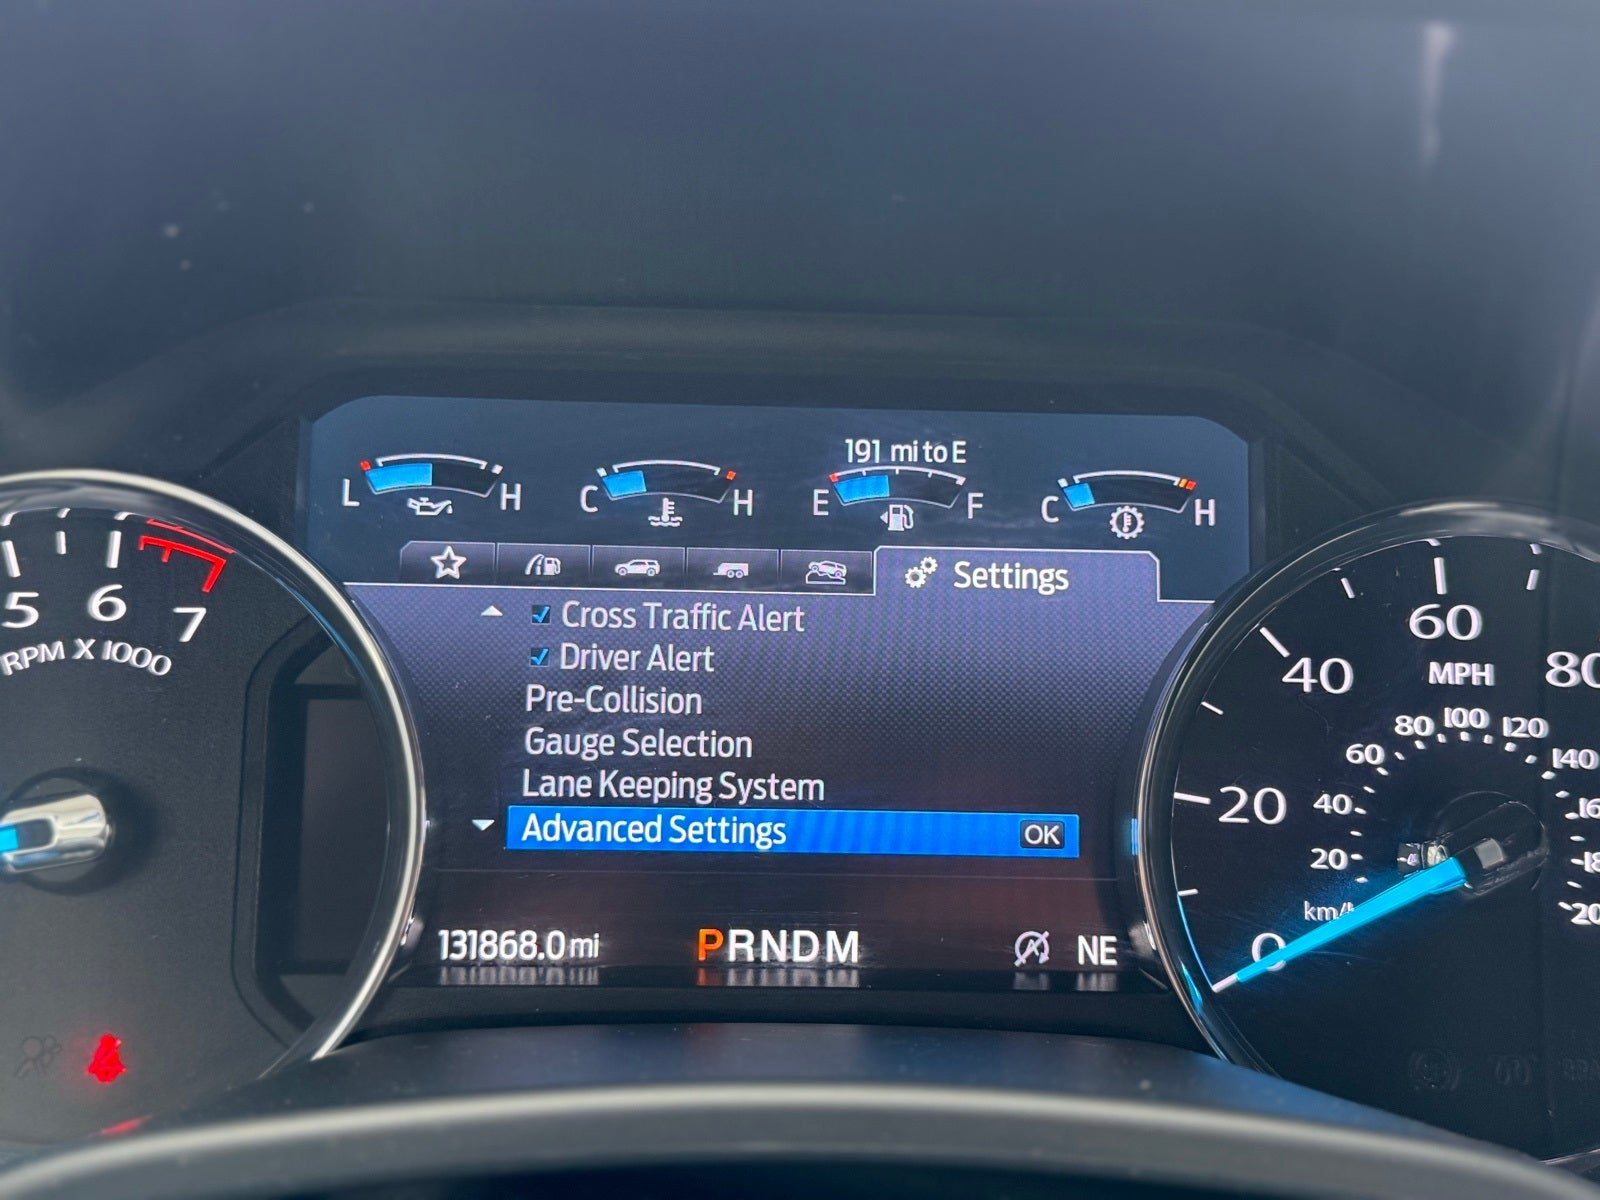 191 mi to E
L H
C H
E F
C H
Settings
Cross Traffic Alert
Driver Alert
Pre-Collision
Gauge Selection
Lane Keeping System
Advanced Settings OK
131868.0 mi PRNDM NE
5 6 7
RPM X 1000
0 20 40 60 80
MPH
20 40 60 80 100 120 140
km/h